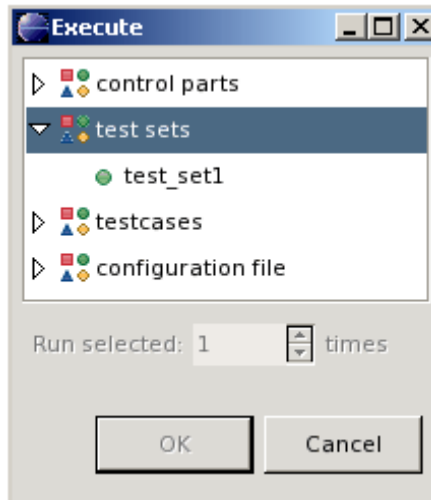 Execute
control parts
test sets
test_set1
testcases
configuration file
Run selected: 1 times
OK Cancel